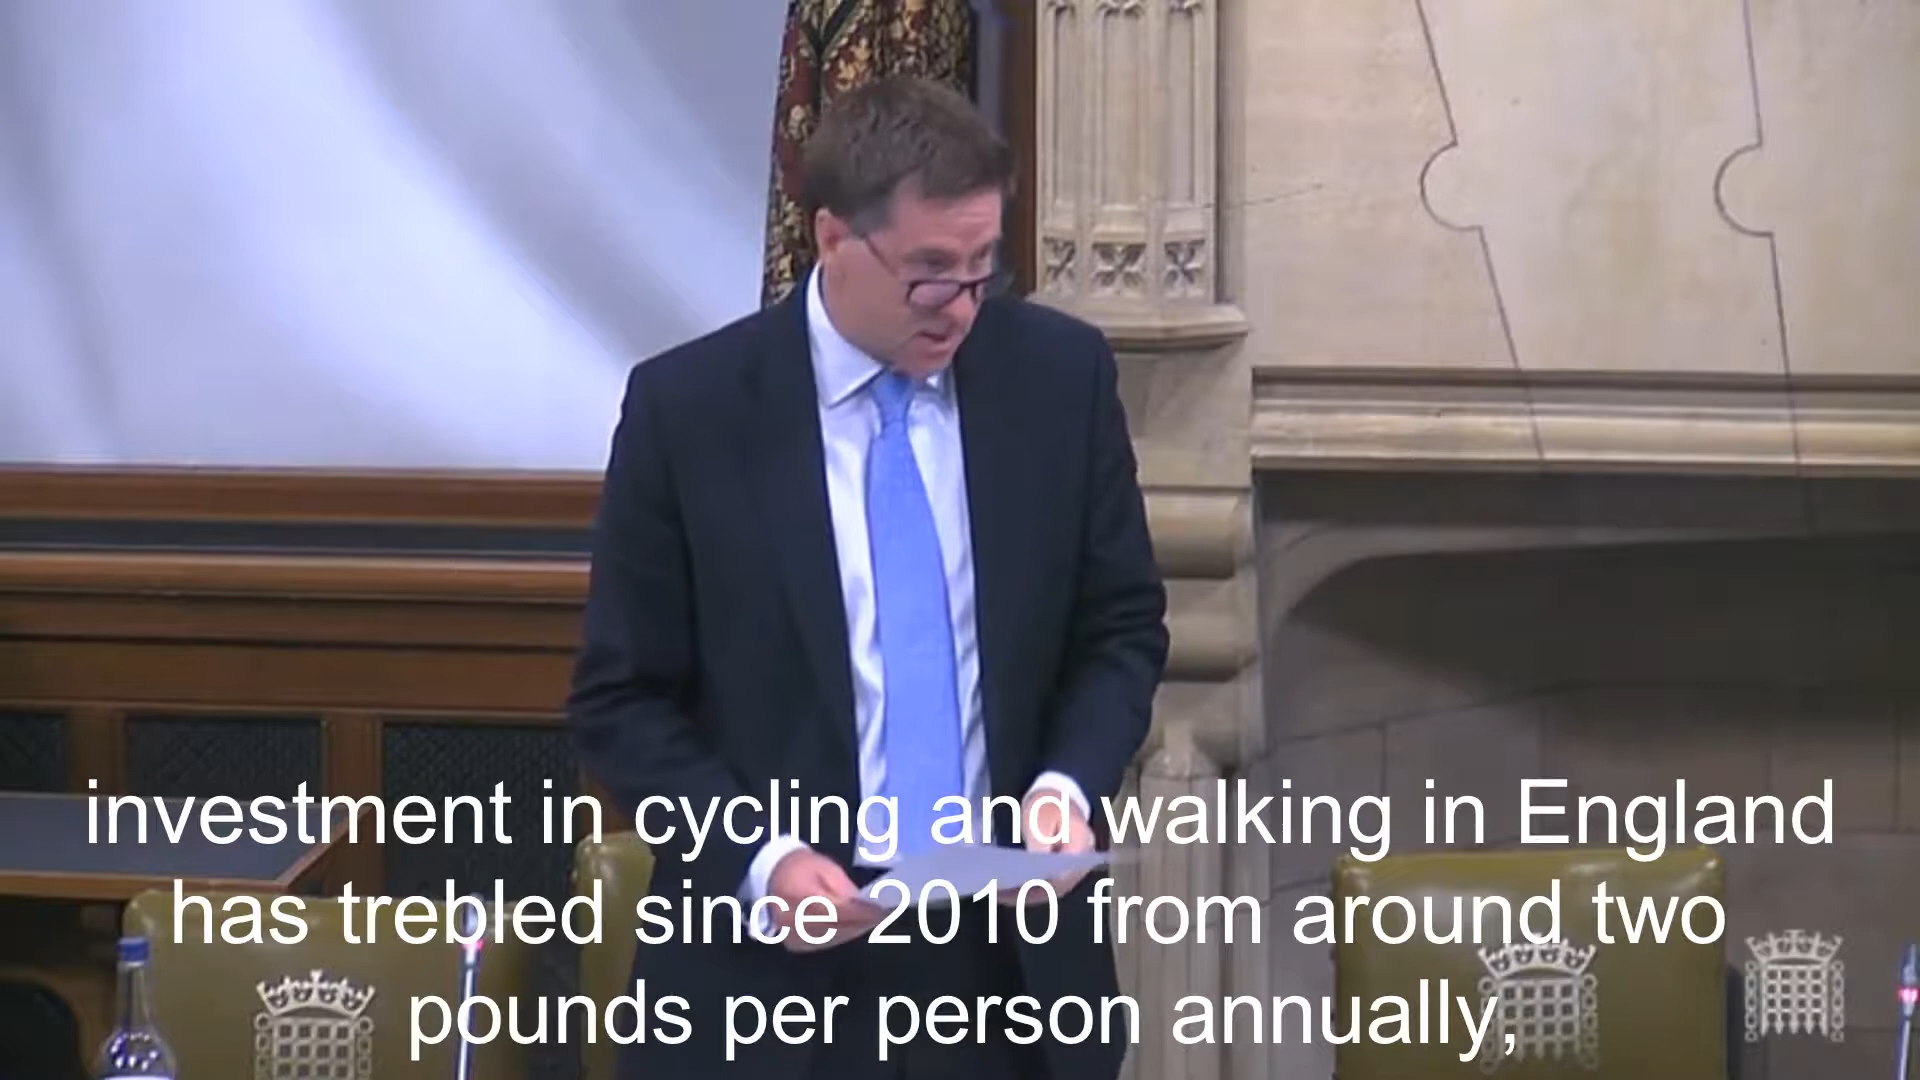 investment in cycling and walking in England
has trebled since 2010 from around two
pounds per person annually,